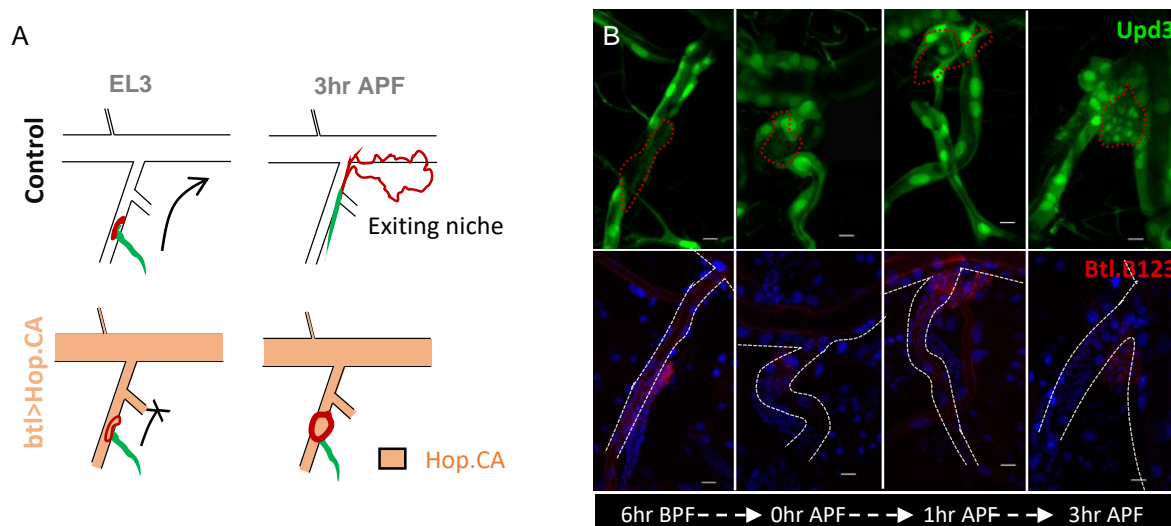 A
EL3
3hr APF
Control
Exiting niche
btl>Hop.CA
Hop.CA
B
Upd3
Btl.B123
6hr BPF
0hr APF
1hr APF
3hr APF